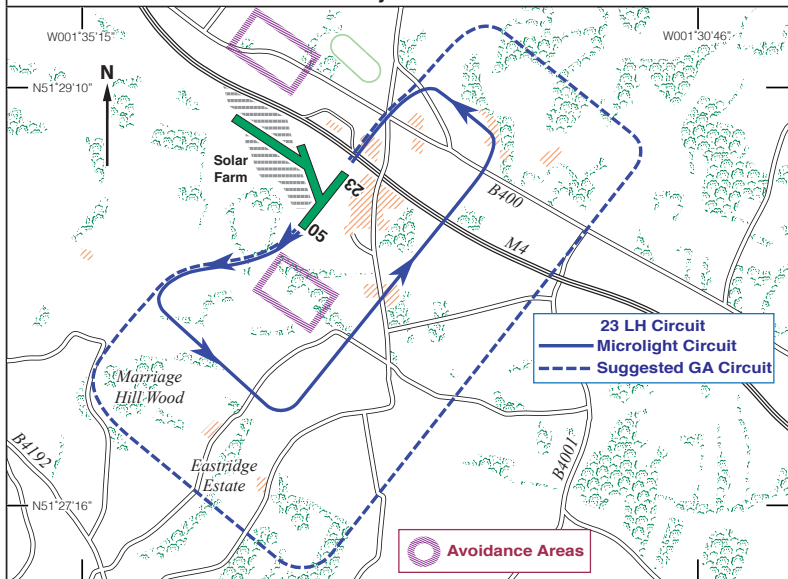 W001°35'15"
W001°30'46"
N51°29'10"
N
Solar
Farm
23
05
B400
M4
23 LH Circuit
Microlight Circuit
Suggested GA Circuit
Marriage
Hill Wood
B4192
Eastridge
Estate
B4001
N51°27'16"
Avoidance Areas